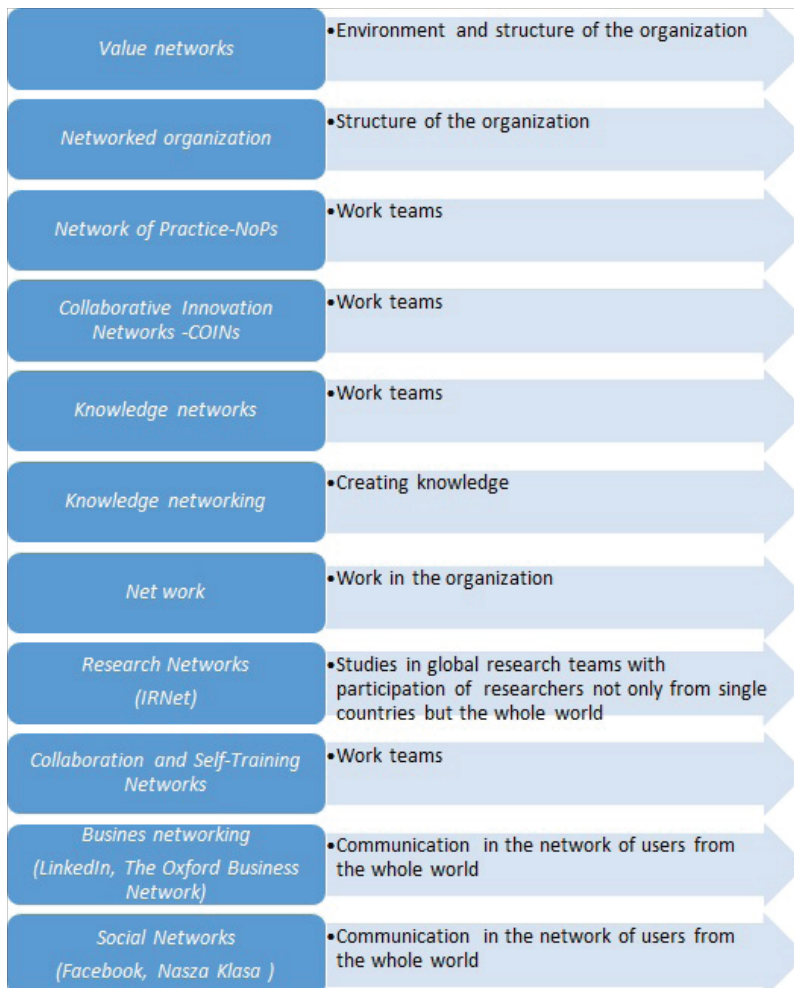 Value networks
•Environment and structure of the organization
Networked organization
•Structure of the organization
Network of Practice-NoPs
•Work teams
Collaborative Innovation
Networks -COINs
•Work teams
Knowledge networks
•Work teams
Knowledge networking
•Creating knowledge
Net work
•Work in the organization
Research Networks
(IRNet)
•Studies in global research teams with
participation of researchers not only from single
countries but the whole world
Collaboration and Self-Training
Networks
•Work teams
Busines networking
(LinkedIn, The Oxford Business
Network)
•Communication in the network of users from
the whole world
Social Networks
(Facebook, Nasza Klasa )
•Communication in the network of users from
the whole world